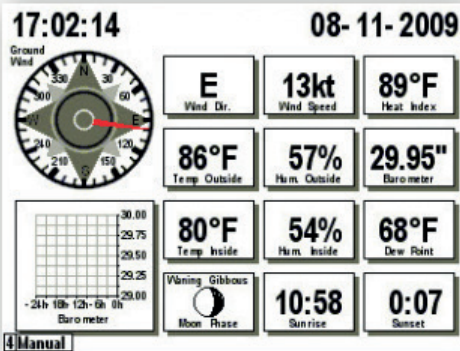 17:02:14 08-11-2009
Ground
Wind
N 30 60 E 120 150 S 210 240 W 300 330
E
Wind Dir.
13kt
Wind Speed
89°F
Heat Index
86°F
Temp Outside
57%
Hum. Outside
29.95"
Barometer
30.00
29.75
29.50
29.25
29.00
-24h 18h 12h-6h 0h
Barometer
80°F
Temp Inside
54%
Hum. Inside
68°F
Dew Point
Waning Gibbous
Moon Phase
10:58
Sunrise
0:07
Sunset
4 Manual